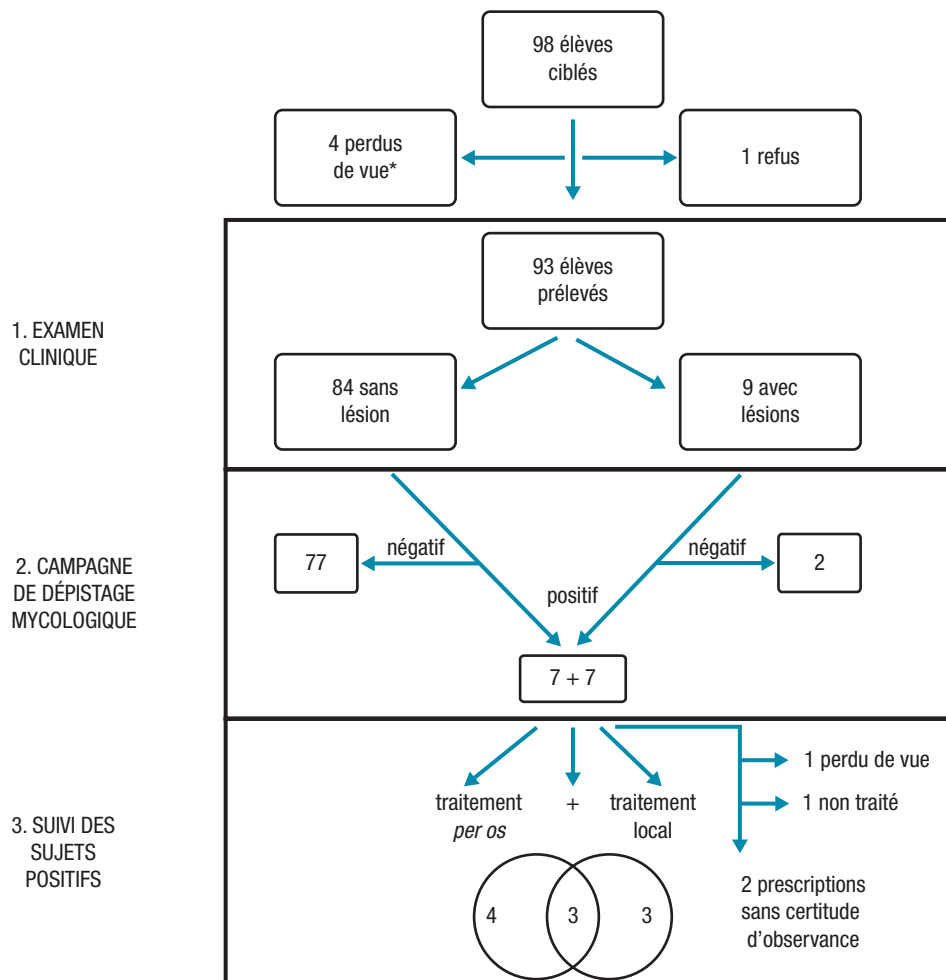 98 élèves
ciblés
4 perdus
de vue*
1 refus
1. EXAMEN
CLINIQUE
93 élèves
prélevés
84 sans
lésion
9 avec
lésions
2. CAMPAGNE
DE DÉPISTAGE
MYCOLOGIQUE
77
négatif
négatif
2
positif
7 + 7
3. SUIVI DES
SUJETS
POSITIFS
traitement
per os
+
traitement
local
1 perdu de vue
1 non traité
4
3
3
2 prescriptions
sans certitude
d’observance